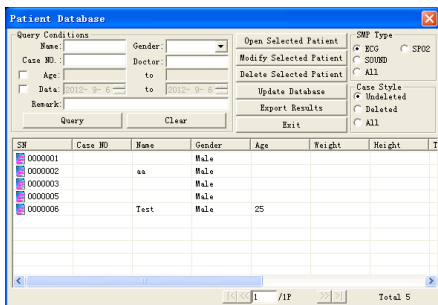 Patient Database
Query Conditions
Name:
Gender:
Case NO.:
Doctor:
Age:
to
Data:
2012- 9- 6
to
2012- 9- 6
Remark:
Query
Clear
Open Selected Patient
Modify Selected Patient
Delete Selected Patient
Update Database
Export Results
Exit
SMP Type
ECG
SPO2
SOUND
All
Case Style
Undeleted
Deleted
All
SN Case NO Name Gender Age Weight Height T
0000001 Male
0000002 aa Male
0000003 Male
0000005 Male
0000006 Test Male 25
1 /1P Total 5